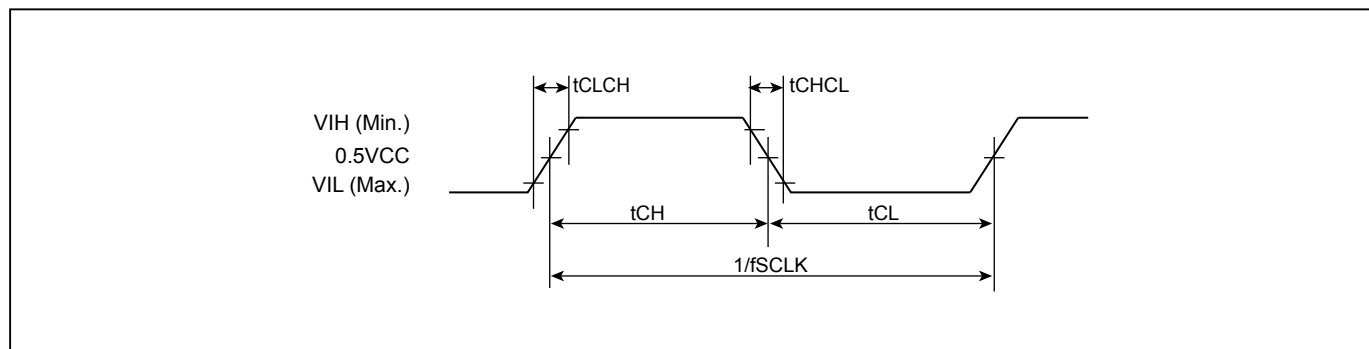 tCLCH
tCHCL
VIH (Min.)
0.5VCC
VIL (Max.)
tCH
tCL
1/fSCLK